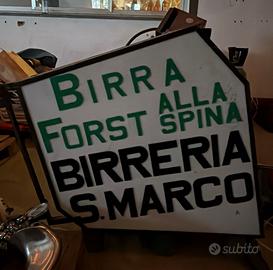 BIRRA
ALLA
FORST SPINA
BIRRERIA
S.MARCO
subito